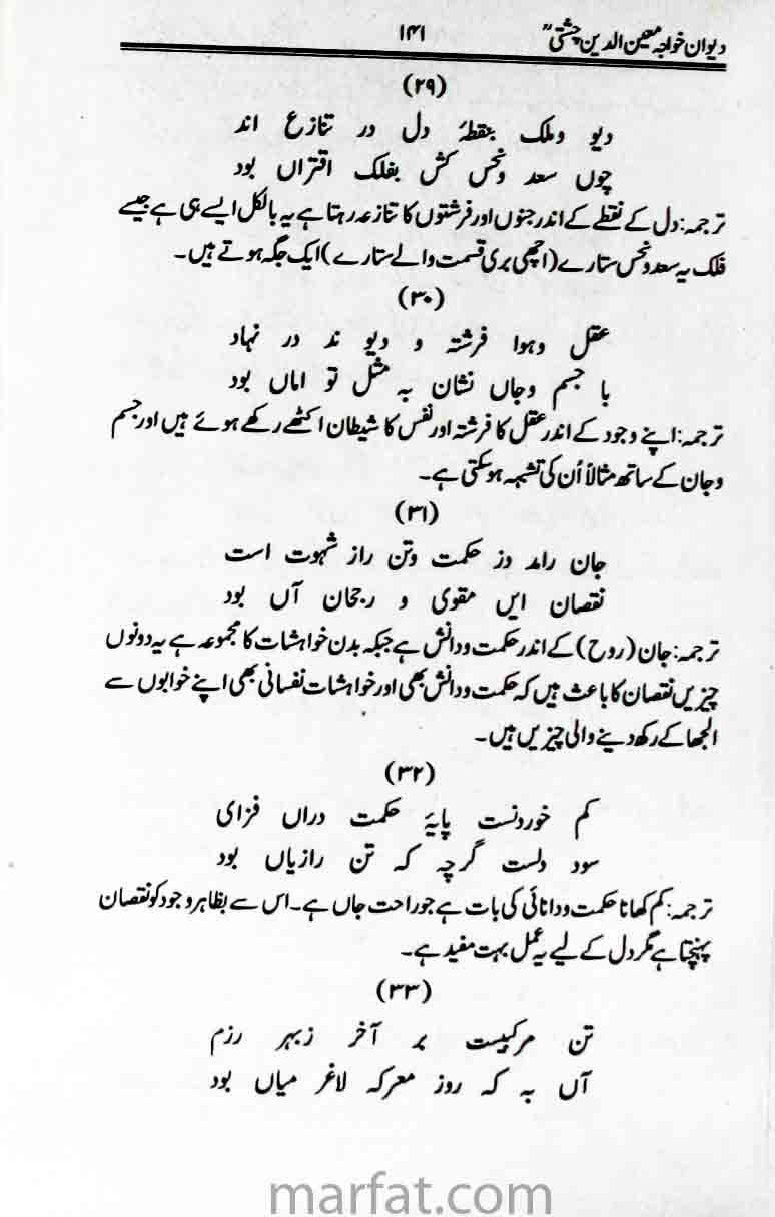 دیوان خواجہ معین الدین چشتیؒ ۱۴۱
(۲۹)
دیو وملک بنقطۂ دل در تنازع اند
چوں سعد ونحس کش بفلک اقتراں بود
ترجمہ: دل کے نقطے کے اندر جنوں اور فرشتوں کا تنازعہ رہتا ہے یہ بالکل ایسے ہی ہے جیسے
فلک پہ سعد ونحس ستارے (اچھی بری قسمت والے ستارے) ایک جگہ ہوتے ہیں۔
(۳۰)
عقل وہوا فرشتہ و دیو ند در نہاد
با جسم وجاں نشان بہ مثل تو اماں بود
ترجمہ: اپنے وجود کے اندر عقل کا فرشتہ اور نفس کا شیطان اکٹھے رکھے ہوئے ہیں اور جسم
وجان کے ساتھ مثالاً اُن کی تشبیہہ ہوسکتی ہے۔
(۳۱)
جان رامد وز حکمت وتن راز شہوت است
نقصان ایں مقوی و رجحان آں بود
ترجمہ: جان (روح) کے اندر حکمت ودانش ہے جبکہ بدن خواہشات کا مجموعہ ہے یہ دونوں
چیزیں نقصان کا باعث ہیں کہ حکمت ودانش بھی اور خواہشات نفسانی بھی اپنے خوابوں سے
الجھا کے رکھ دینے والی چیزیں ہیں۔
(۳۲)
کم خوردنست پایۂ حکمت دراں فزای
سود دلست گرچہ کہ تن رازیاں بود
ترجمہ: کم کھانا حکمت ودانائی کی بات ہے جو راحت جاں ہے۔ اس سے بظاہر وجود کو نقصان
پہنچتا ہے مگر دل کے لیے یہ عمل بہت مفید ہے۔
(۳۳)
تن مرکبیست بر آخر زبہر رزم
آں بہ کہ روز معرکہ لاغر میاں بود
marfat.com